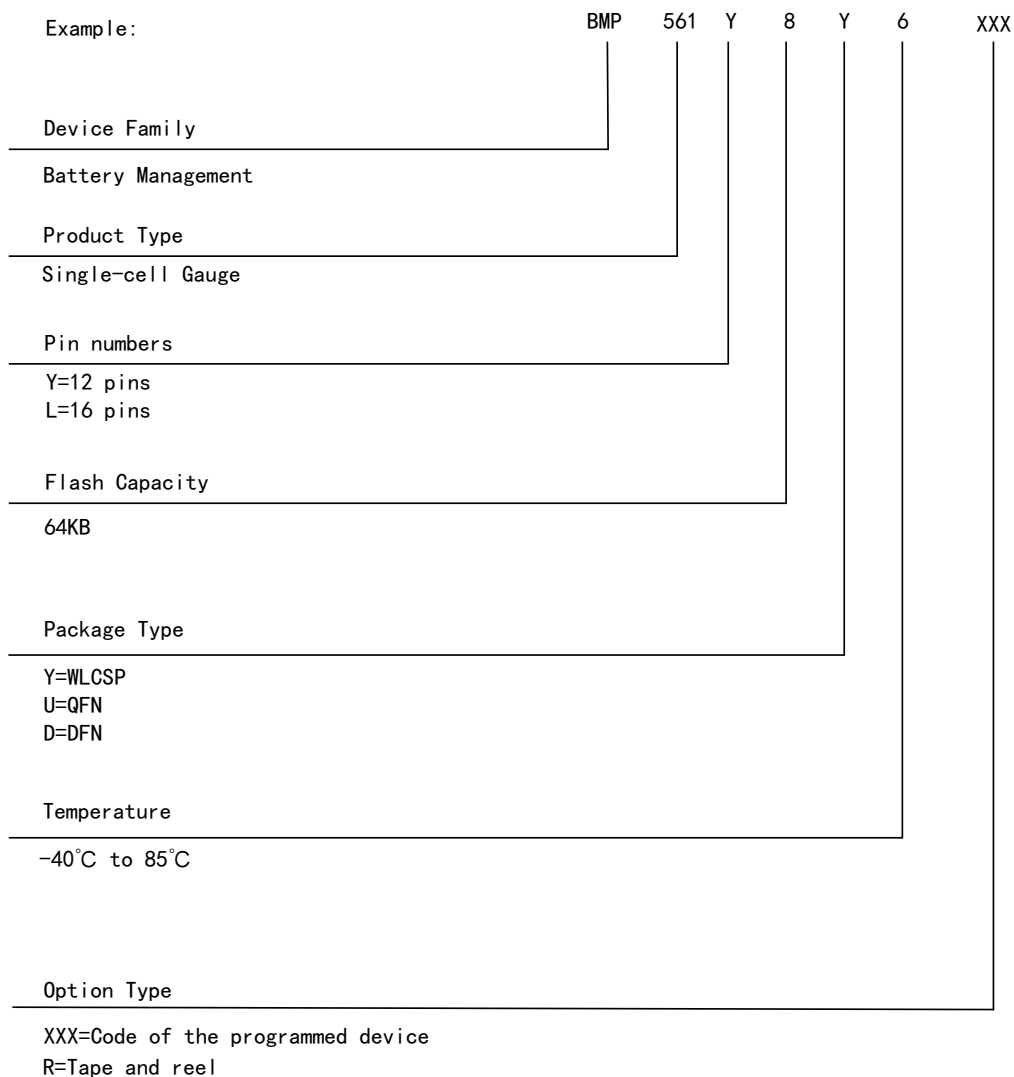 Example: BMP 561 Y 8 Y 6 XXX
Device Family
Battery Management
Product Type
Single-cell Gauge
Pin numbers
Y=12 pins
L=16 pins
Flash Capacity
64KB
Package Type
Y=WLCSP
U=QFN
D=DFN
Temperature
-40℃ to 85℃
Option Type
XXX=Code of the programmed device
R=Tape and reel